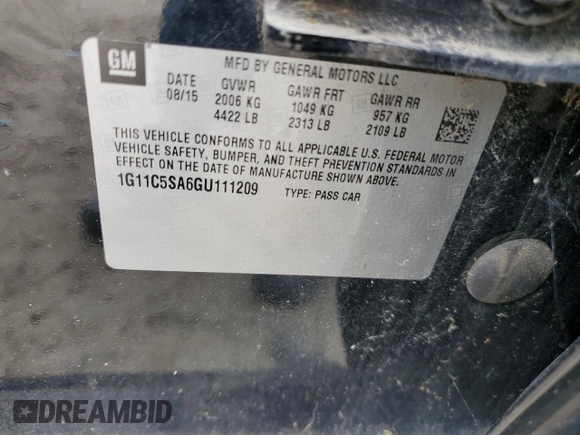 GM
MFD BY GENERAL MOTORS LLC
DATE GVWR GAWR FRT GAWR RR
08/15 2006 KG 1049 KG 957 KG
4422 LB 2313 LB 2109 LB
THIS VEHICLE CONFORMS TO ALL APPLICABLE U.S. FEDERAL MOTOR
VEHICLE SAFETY, BUMPER, AND THEFT PREVENTION STANDARDS IN
EFFECT ON THE DATE OF MANUFACTURE SHOWN ABOVE.
1G11C5SA6GU111209 TYPE: PASS CAR
DREAMBID